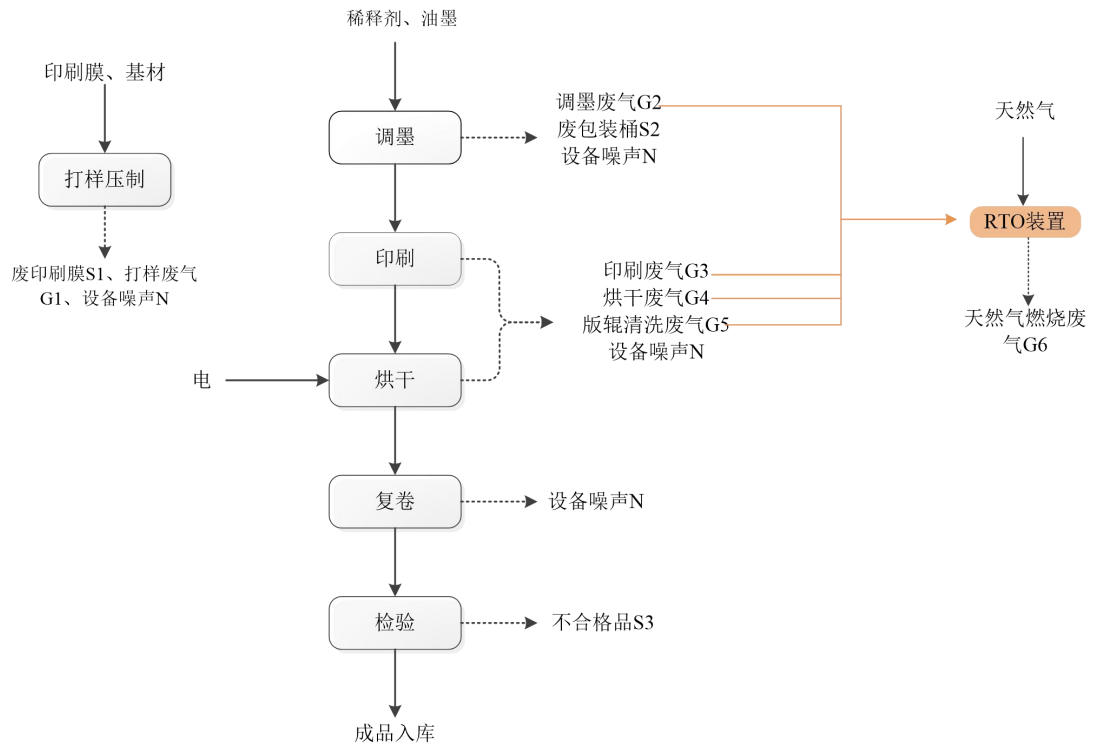 稀释剂、油墨
印刷膜、基材
调墨废气G2
废包装桶S2
设备噪声N
天然气
调墨
打样压制
RTO装置
印刷
废印刷膜S1、打样废气
G1、设备噪声N
印刷废气G3
烘干废气G4
版辊清洗废气G5
设备噪声N
天然气燃烧废
气G6
电
烘干
复卷
设备噪声N
检验
不合格品S3
成品入库